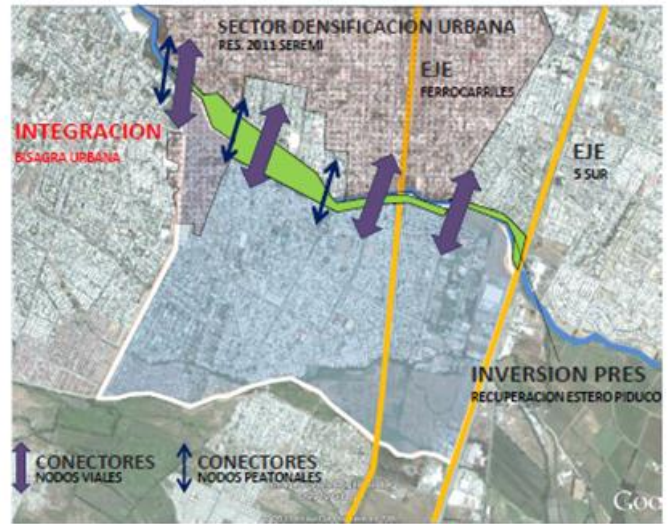 SECTOR DENSIFICACION URBANA
RES. 2011 SEREMI
EJE
FERROCARRILES
INTEGRACION
BISAGRA URBANA
EJE
5 SUR
INVERSION PRES
RECUPERACION ESTERO PIDUCO
CONECTORES
NODOS VIALES
CONECTORES
NODOS PEATONALES
Goo